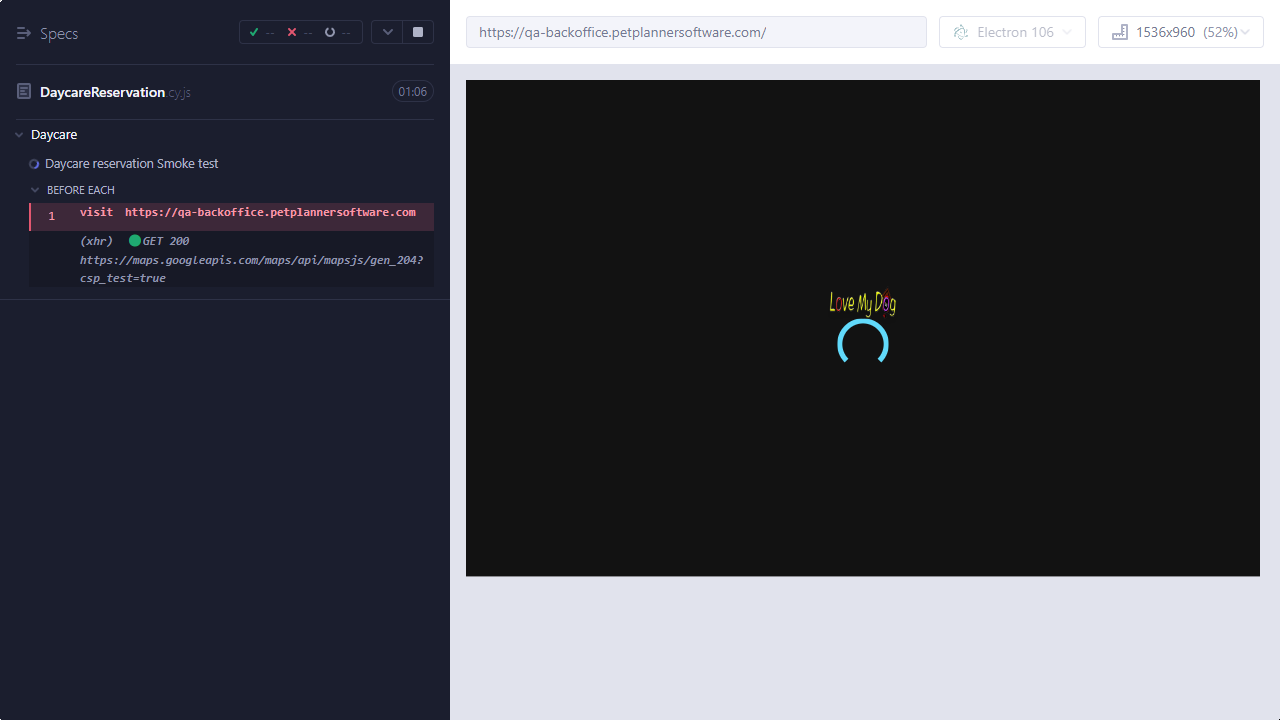 Specs
--
--
--
https://qa-backoffice.petplannersoftware.com/
Electron 106
1536x960 (52%)
DaycareReservation.cy.js
01:06
Daycare
Daycare reservation Smoke test
BEFORE EACH
1 visit https://qa-backoffice.petplannersoftware.com
(xhr) GET 200
https://maps.googleapis.com/maps/api/mapsjs/gen_204?
csp_test=true
Love My Dog